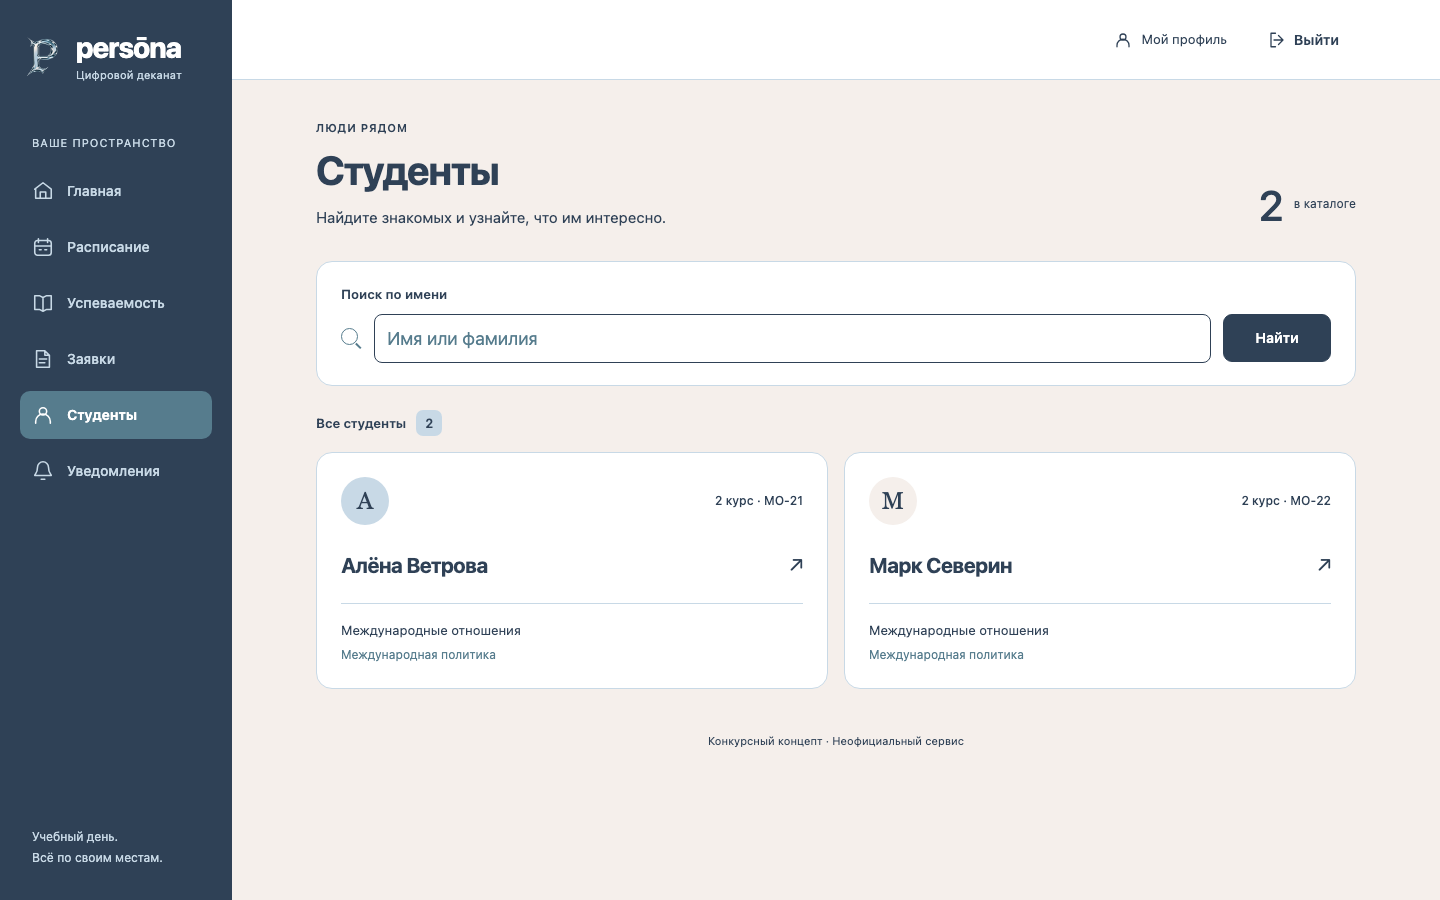 persōna
Цифровой деканат
ВАШЕ ПРОСТРАНСТВО
Главная
Расписание
Успеваемость
Заявки
Студенты
Уведомления
Учебный день.
Всё по своим местам.
Мой профиль
Выйти
ЛЮДИ РЯДОМ
Студенты
Найдите знакомых и узнайте, что им интересно.
2 в каталоге
Поиск по имени
Имя или фамилия
Найти
Все студенты 2
А
2 курс · МО-21
Алёна Ветрова
Международные отношения
Международная политика
М
2 курс · МО-22
Марк Северин
Международные отношения
Международная политика
Конкурсный концепт · Неофициальный сервис